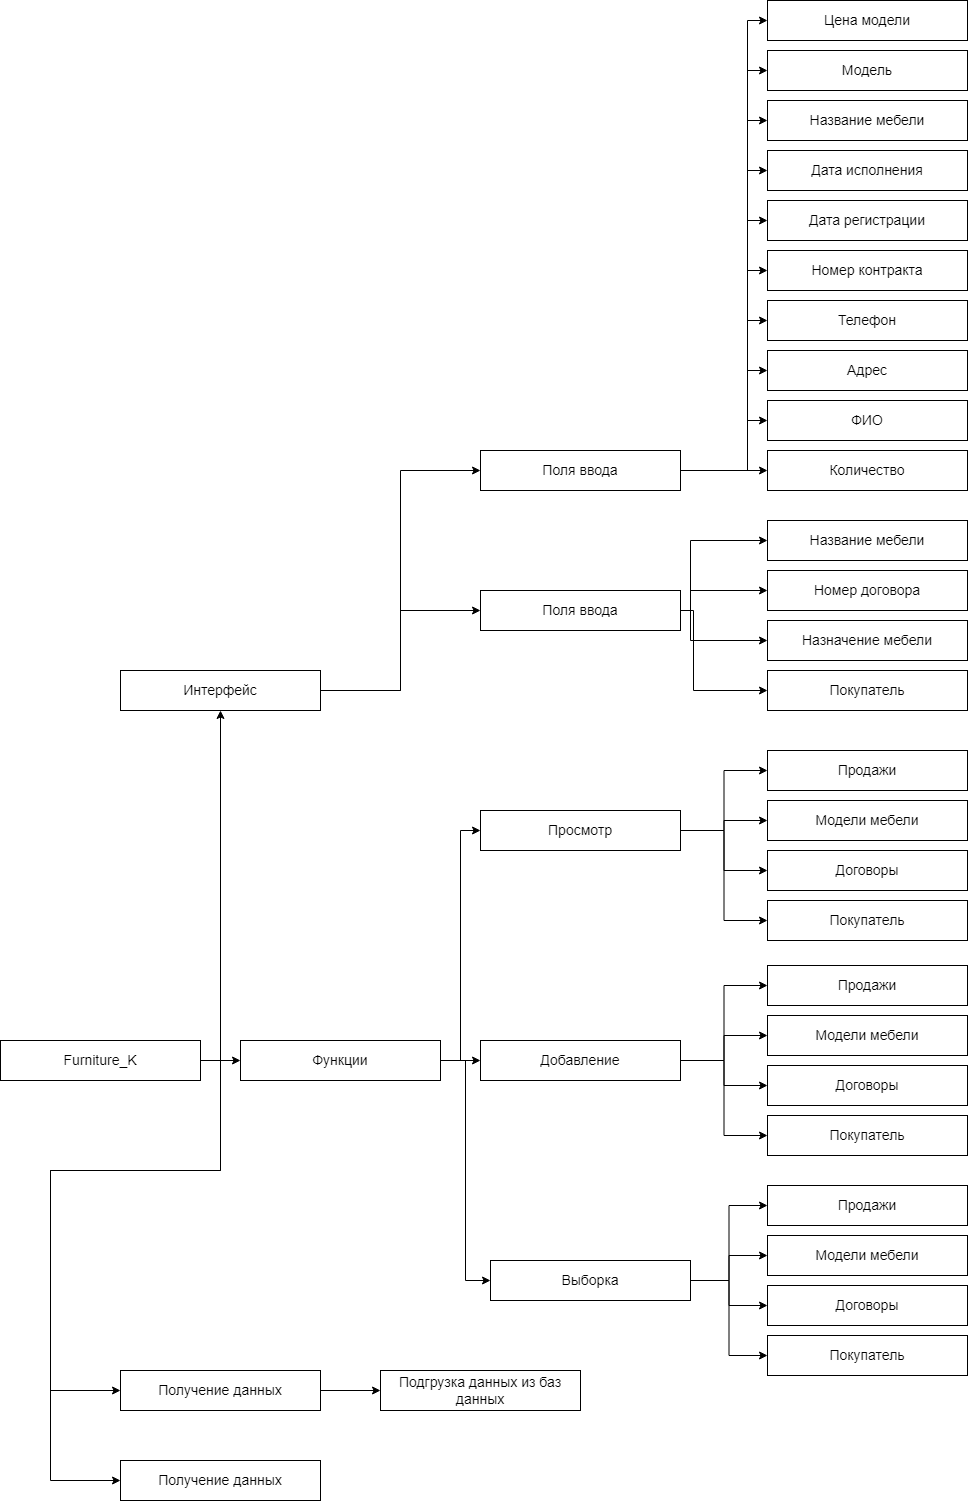 Цена модели
Модель
Название мебели
Дата исполнения
Дата регистрации
Номер контракта
Телефон
Адрес
ФИО
Поля ввода
Количество
Название мебели
Номер договора
Поля ввода
Назначение мебели
Интерфейс
Покупатель
Продажи
Модели мебели
Просмотр
Договоры
Покупатель
Продажи
Модели мебели
Furniture_K
Функции
Добавление
Договоры
Покупатель
Продажи
Модели мебели
Выборка
Договоры
Покупатель
Получение данных
Подгрузка данных из баз
данных
Получение данных